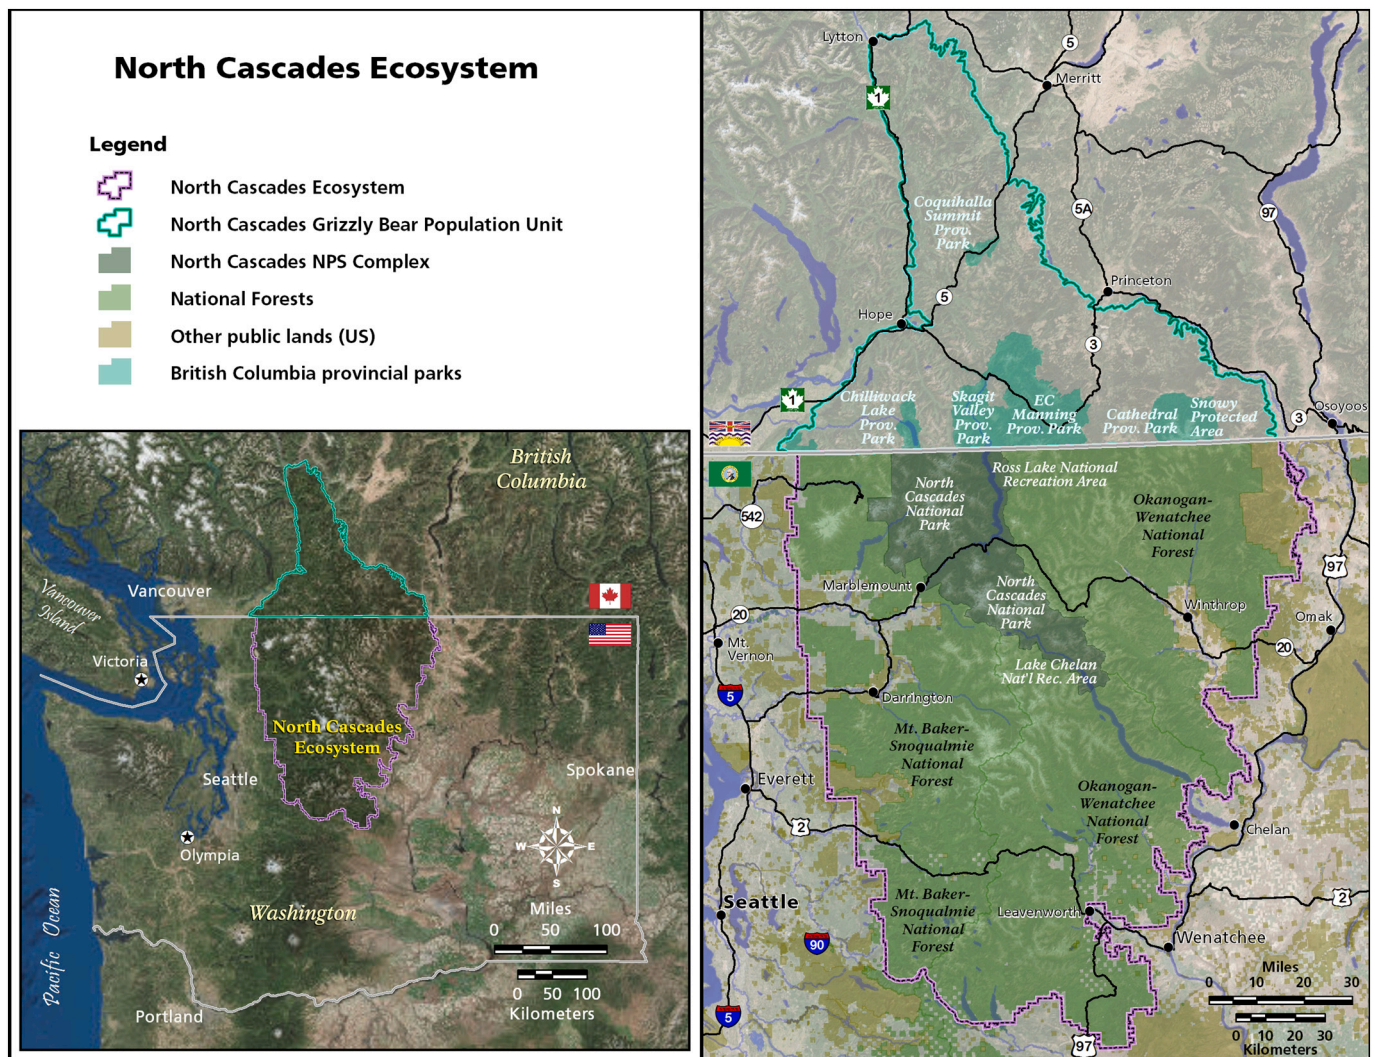 North Cascades Ecosystem
Legend
North Cascades Ecosystem
North Cascades Grizzly Bear Population Unit
North Cascades NPS Complex
National Forests
Other public lands (US)
British Columbia provincial parks
British
Columbia
Vancouver
Vancouver
Island
Victoria
North Cascades
Ecosystem
Seattle
Spokane
Olympia
N
W
E
S
Washington
Miles
0 50 100
0 50 100
Kilometers
Pacific Ocean
Portland
Lytton
5
Merritt
1
Coquihalla
Summit
Prov.
Park
5A
97
Princeton
5
Hope
3
1
Chilliwack
Lake
Prov.
Park
Skagit
Valley
Prov.
Park
EC
Manning
Prov. Park
Cathedral
Prov. Park
Snowy
Protected
Area
3
Osoyoos
542
North
Cascades
National
Park
Ross Lake National
Recreation Area
Okanogan-
Wenatchee
National
Forest
97
Marblemount
North
Cascades
National
Park
Winthrop
Omak
20
20
Mt.
Vernon
Lake Chelan
Nat'l Rec. Area
5
Darrington
Mt. Baker-
Snoqualmie
National
Forest
Everett
Okanogan-
Wenatchee
National
Forest
2
Chelan
Mt. Baker-
Snoqualmie
National
Forest
Seattle
Leavenworth
2
90
Wenatchee
Miles
0 10 20 30
0 10 20 30
Kilometers
5
97